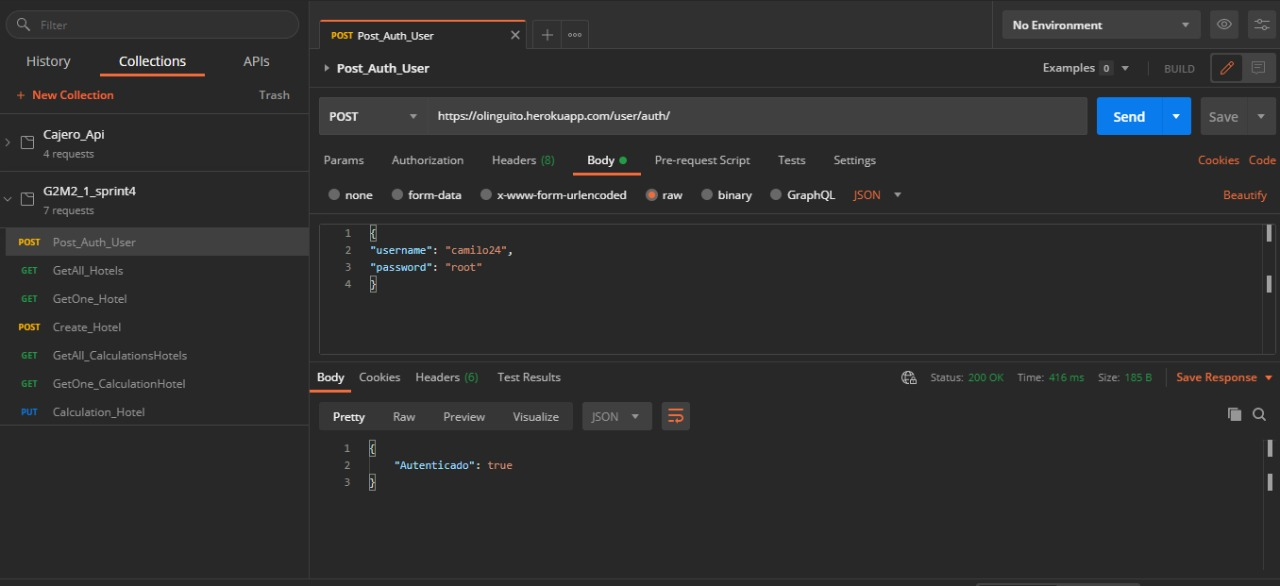 Filter
History Collections APIs
+ New Collection Trash
Cajero_Api
4 requests
G2M2_1_sprint4
7 requests
POST Post_Auth_User
GET GetAll_Hotels
GET GetOne_Hotel
POST Create_Hotel
GET GetAll_CalculationsHotels
GET GetOne_CalculationHotel
PUT Calculation_Hotel
POST Post_Auth_User
No Environment
Post_Auth_User
Examples 0 BUILD
POST https://olinguito.herokuapp.com/user/auth/ Send Save
Params Authorization Headers (8) Body Pre-request Script Tests Settings Cookies Code
none form-data x-www-form-urlencoded raw binary GraphQL JSON Beautify
1 {
2 "username": "camilo24",
3 "password": "root"
4 }
Body Cookies Headers (6) Test Results Status: 200 OK Time: 416 ms Size: 185 B Save Response
Pretty Raw Preview Visualize JSON
1 {
2 "Autenticado": true
3 }